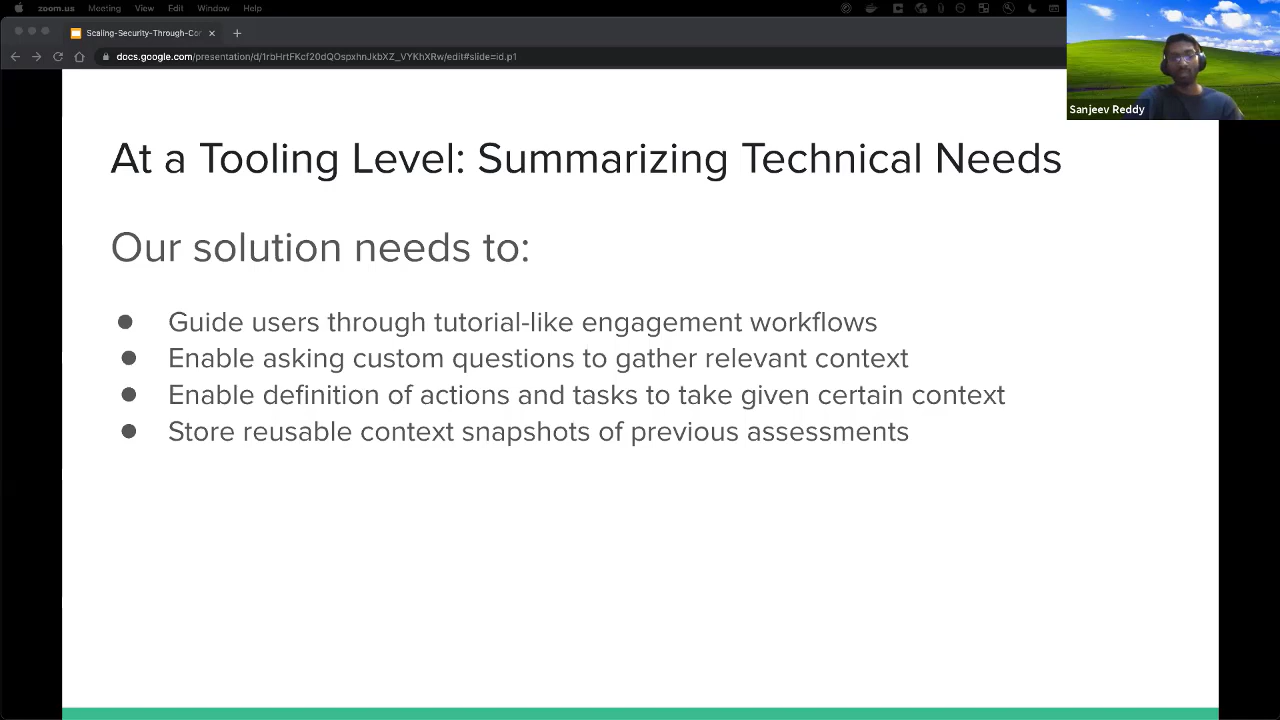 zoom.us Meeting View Edit Window Help
Scaling-Security-Through-Cor
docs.google.com/presentation/d/1rbHrtFKcf20dQOspxhnJkbXZ_VYKhXRw/edit#slide=id.p1
Sanjeev Reddy
At a Tooling Level: Summarizing Technical Needs
Our solution needs to:
● Guide users through tutorial-like engagement workflows
● Enable asking custom questions to gather relevant context
● Enable definition of actions and tasks to take given certain context
● Store reusable context snapshots of previous assessments